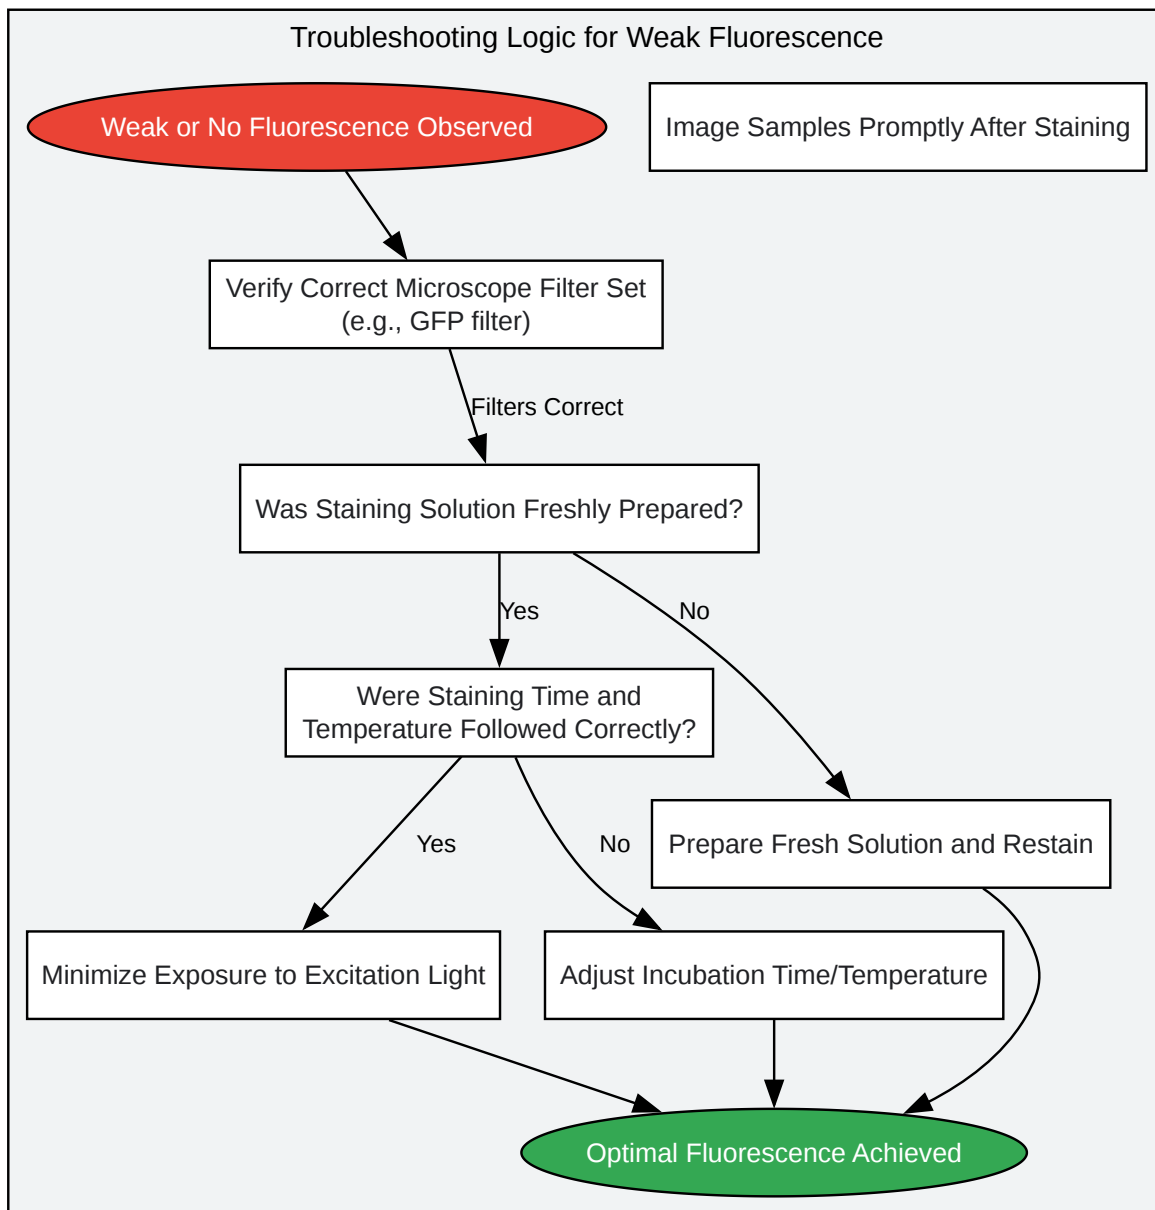 Troubleshooting Logic for Weak Fluorescence
Weak or No Fluorescence Observed
Image Samples Promptly After Staining
Verify Correct Microscope Filter Set
(e.g., GFP filter)
Filters Correct
Was Staining Solution Freshly Prepared?
Yes
No
Were Staining Time and
Temperature Followed Correctly?
Yes
No
Prepare Fresh Solution and Restain
Minimize Exposure to Excitation Light
Adjust Incubation Time/Temperature
Optimal Fluorescence Achieved